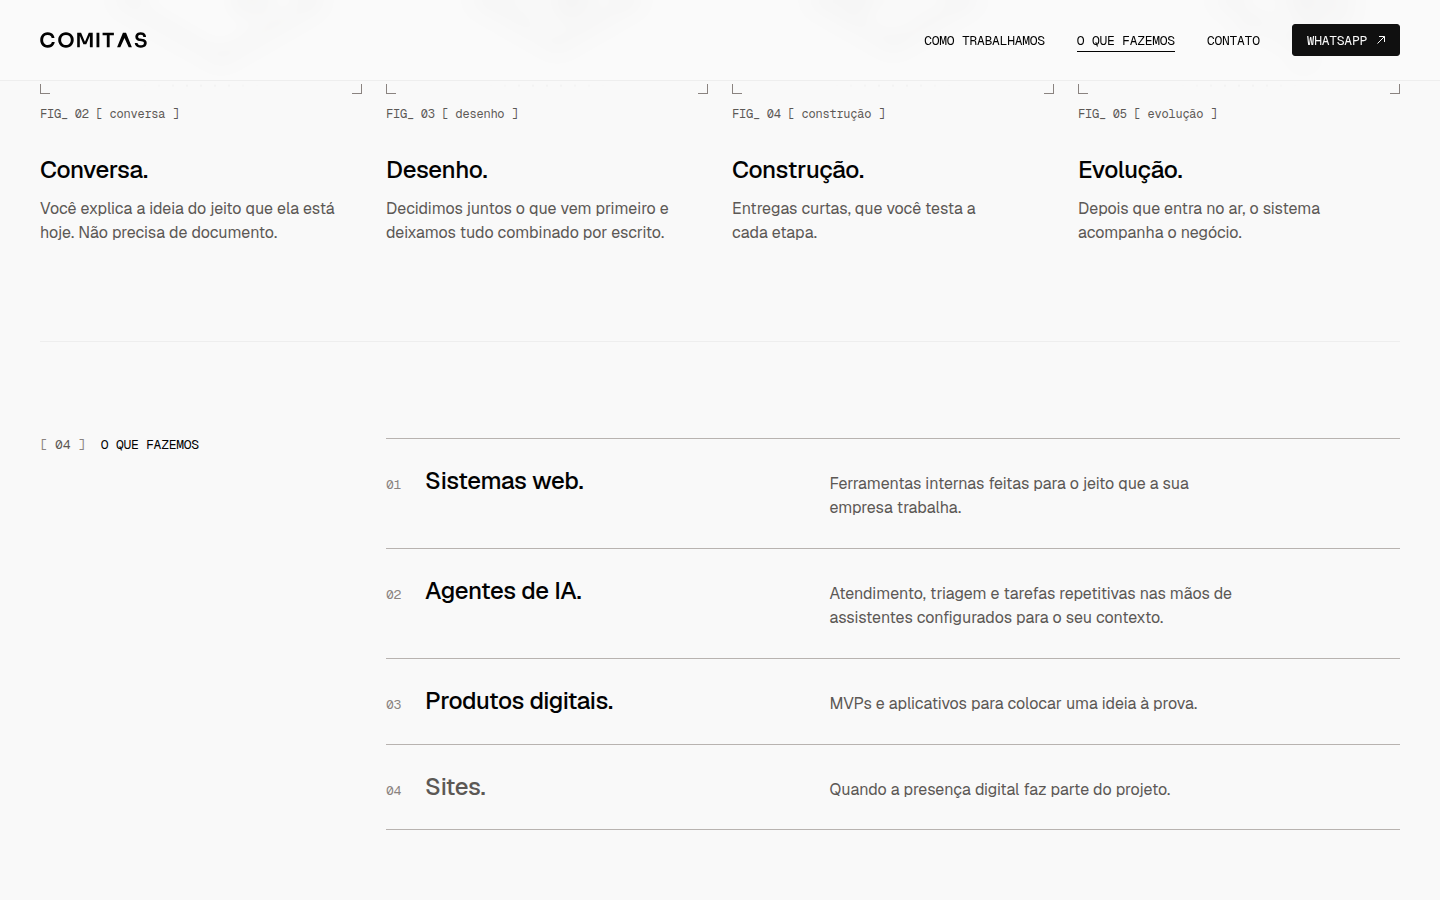 COMITAS
COMO TRABALHAMOS
O QUE FAZEMOS
CONTATO
WHATSAPP
FIG_ 02 [ conversa ]
FIG_ 03 [ desenho ]
FIG_ 04 [ construção ]
FIG_ 05 [ evolução ]
Conversa.
Você explica a ideia do jeito que ela está
hoje. Não precisa de documento.
Desenho.
Decidimos juntos o que vem primeiro e
deixamos tudo combinado por escrito.
Construção.
Entregas curtas, que você testa a
cada etapa.
Evolução.
Depois que entra no ar, o sistema
acompanha o negócio.
[ 04 ] O QUE FAZEMOS
01 Sistemas web.
Ferramentas internas feitas para o jeito que a sua
empresa trabalha.
02 Agentes de IA.
Atendimento, triagem e tarefas repetitivas nas mãos de
assistentes configurados para o seu contexto.
03 Produtos digitais.
MVPs e aplicativos para colocar uma ideia à prova.
04 Sites.
Quando a presença digital faz parte do projeto.